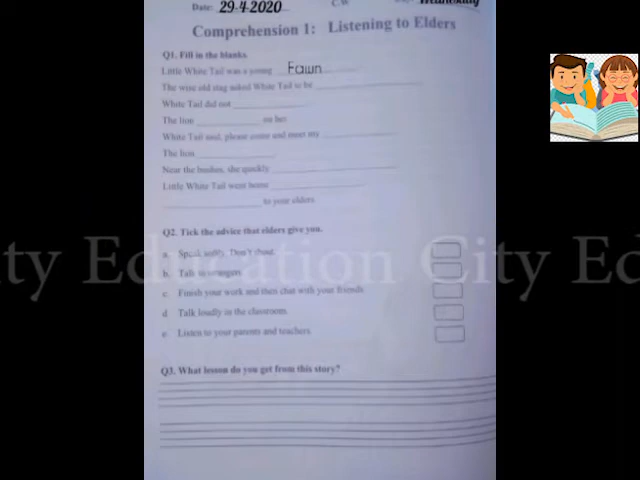 Date: 29-4-2020 C.W Wednesday
Comprehension 1: Listening to Elders
Q1. Fill in the blanks.
Little White Tail was a young Fawn
The wise old stag asked White Tail to be
White Tail did not
The lion on her
White Tail said, please come and meet my
The lion
Near the bushes, she quickly
Little White Tail went home
to your elders.
Q2. Tick the advice that elders give you.
a. Speak softly. Don't shout.
b. Talk to strangers
c. Finish your work and then chat with your friends
d. Talk loudly in the classroom.
e. Listen to your parents and teachers.
Q3. What lesson do you get from this story?
ty Education City Ed